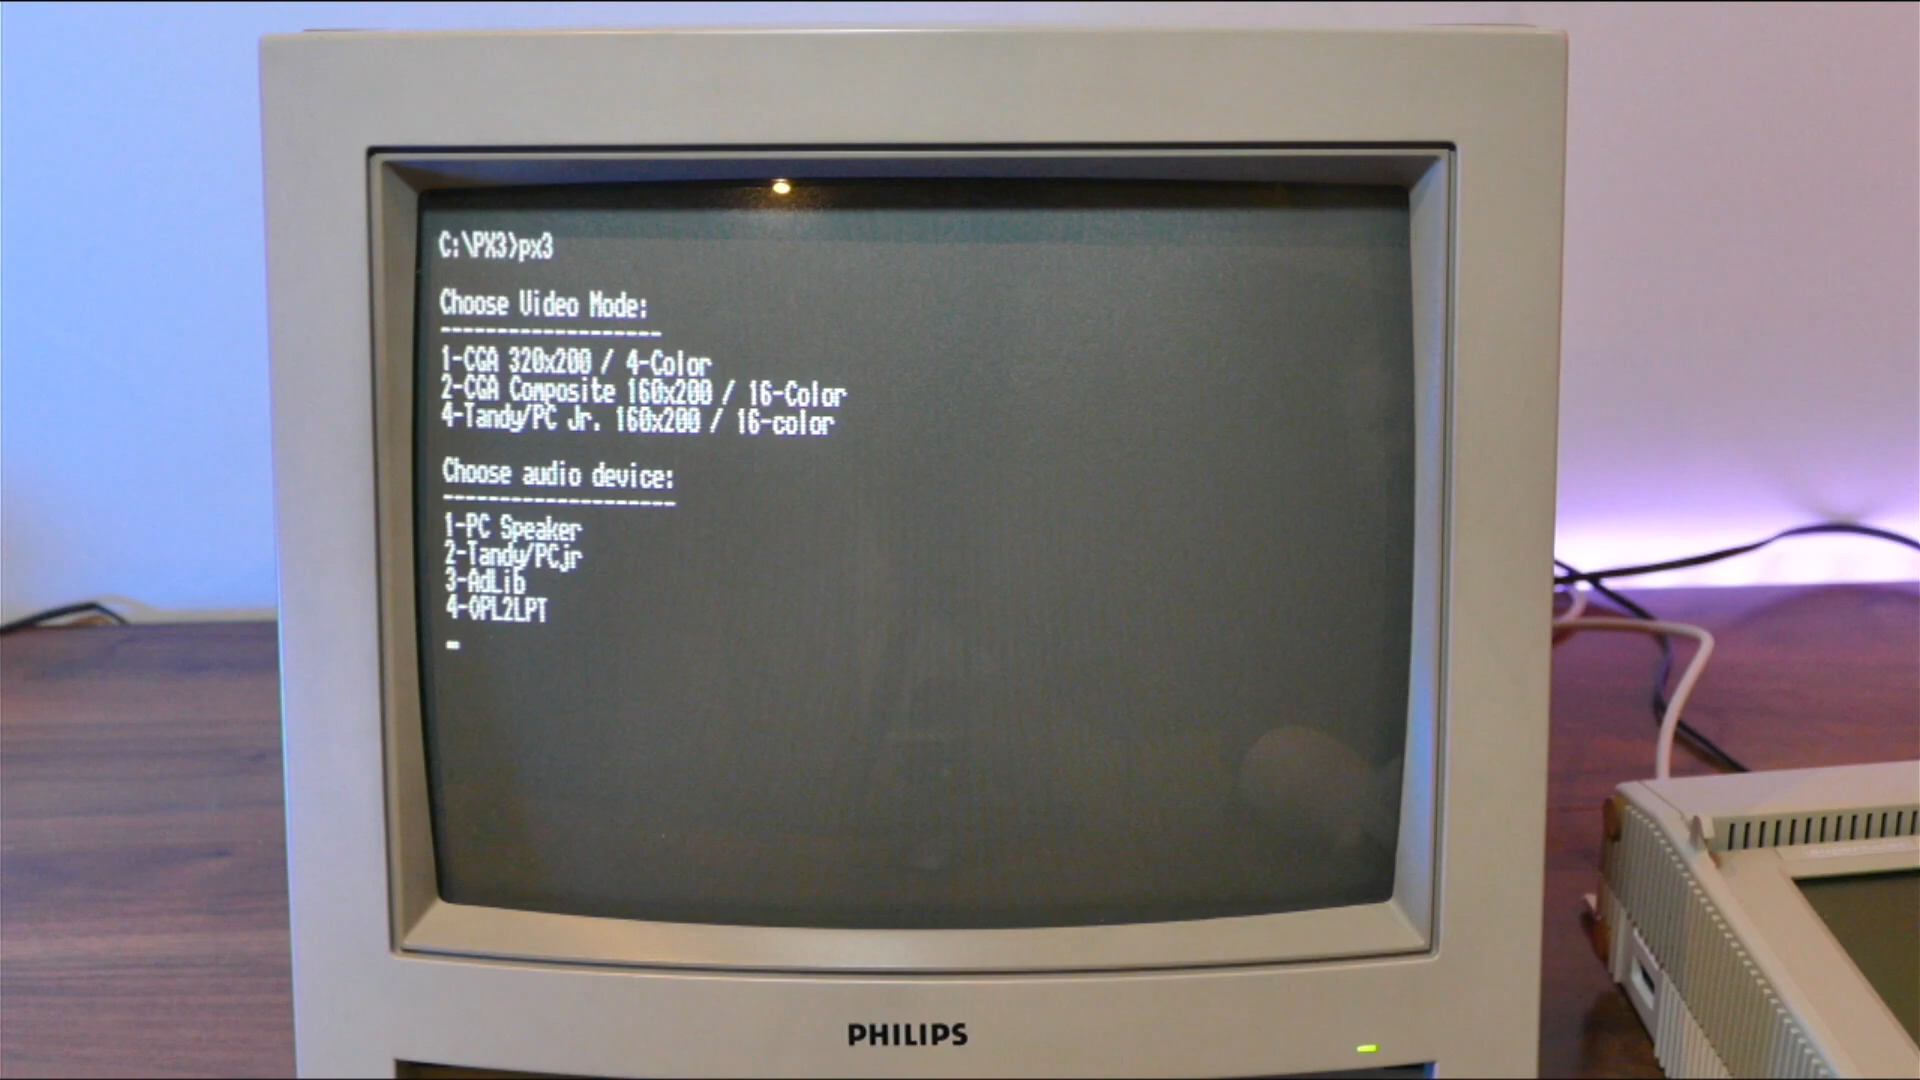 C:\PX3>px3
Choose Video Mode:
-------------------
1-CGA 320x200 / 4-Color
2-CGA Composite 160x200 / 16-Color
4-Tandy/PC Jr. 160x200 / 16-color
Choose audio device:
--------------------
1-PC Speaker
2-Tandy/PCjr
3-AdLib
4-OPL2LPT
PHILIPS